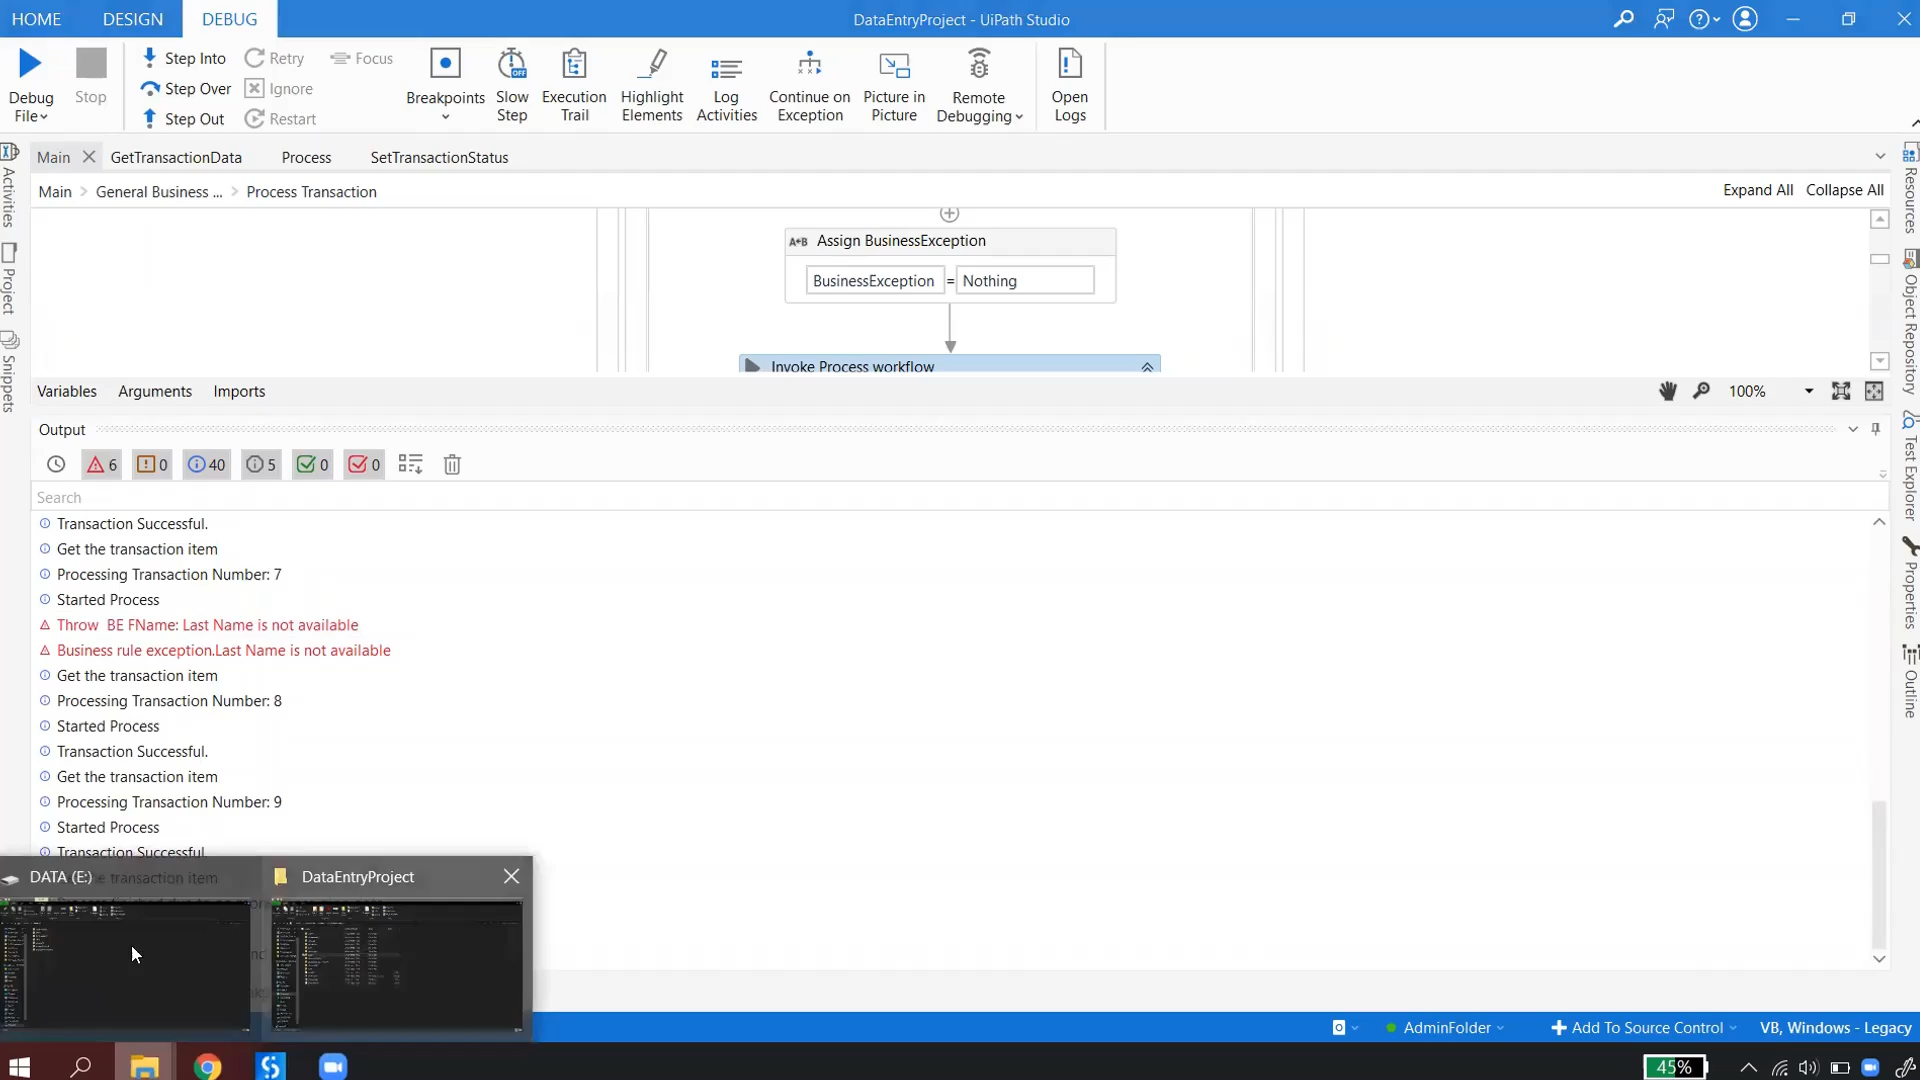 HOME DESIGN DEBUG
DataEntryProject - UiPath Studio
Debug File
Stop
Step Into
Step Over
Step Out
Retry
Ignore
Restart
Focus
Breakpoints
Slow Step
OFF
Execution Trail
Highlight Elements
Log Activities
Continue on Exception
Picture in Picture
Remote Debugging
Open Logs
Main GetTransactionData Process SetTransactionStatus
Main > General Business ... > Process Transaction
Expand All Collapse All
Activities
Project
Snippets
Resources
Object Repository
Test Explorer
Properties
Outline
A+B Assign BusinessException
BusinessException = Nothing
Invoke Process workflow
Variables Arguments Imports
100%
Output
6 0 40 5 0 0
Search
Transaction Successful.
Get the transaction item
Processing Transaction Number: 7
Started Process
Throw BE FName: Last Name is not available
Business rule exception.Last Name is not available
Get the transaction item
Processing Transaction Number: 8
Started Process
Transaction Successful.
Get the transaction item
Processing Transaction Number: 9
Started Process
Transaction Successful.
DATA (E:)
the transaction item
DataEntryProject
AdminFolder
Add To Source Control
VB, Windows - Legacy
45%